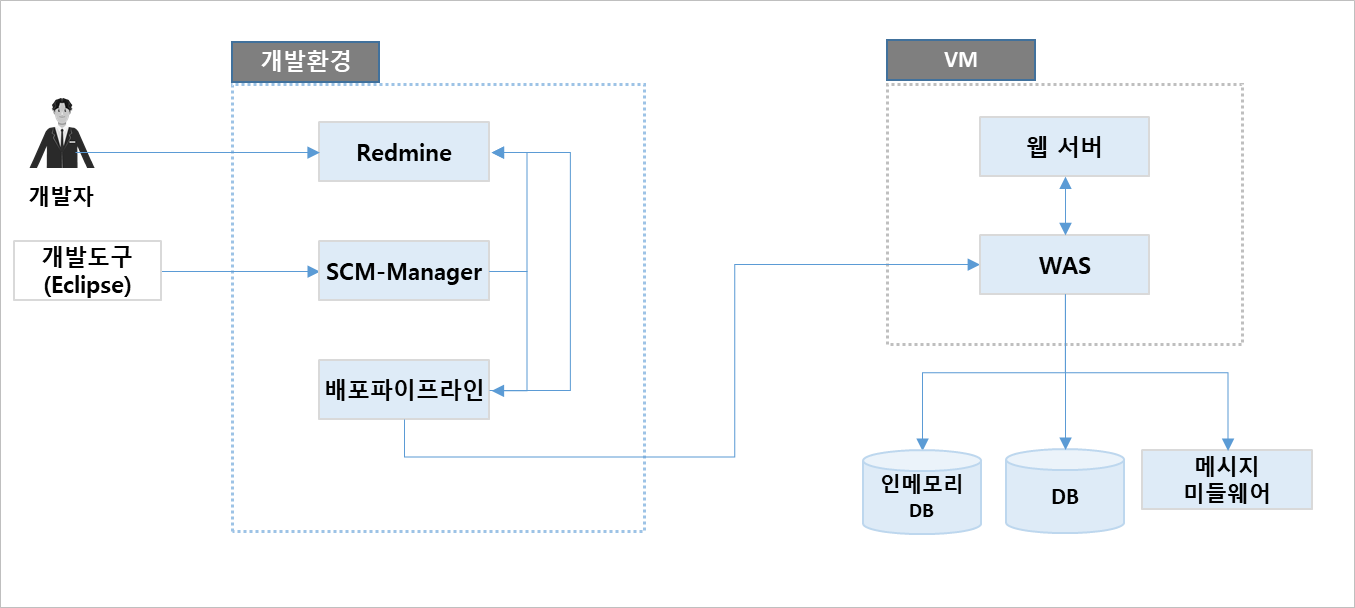 개발환경
VM
개발자
Redmine
개발도구
(Eclipse)
SCM-Manager
배포파이프라인
웹 서버
WAS
인메모리
DB
DB
메시지
미들웨어